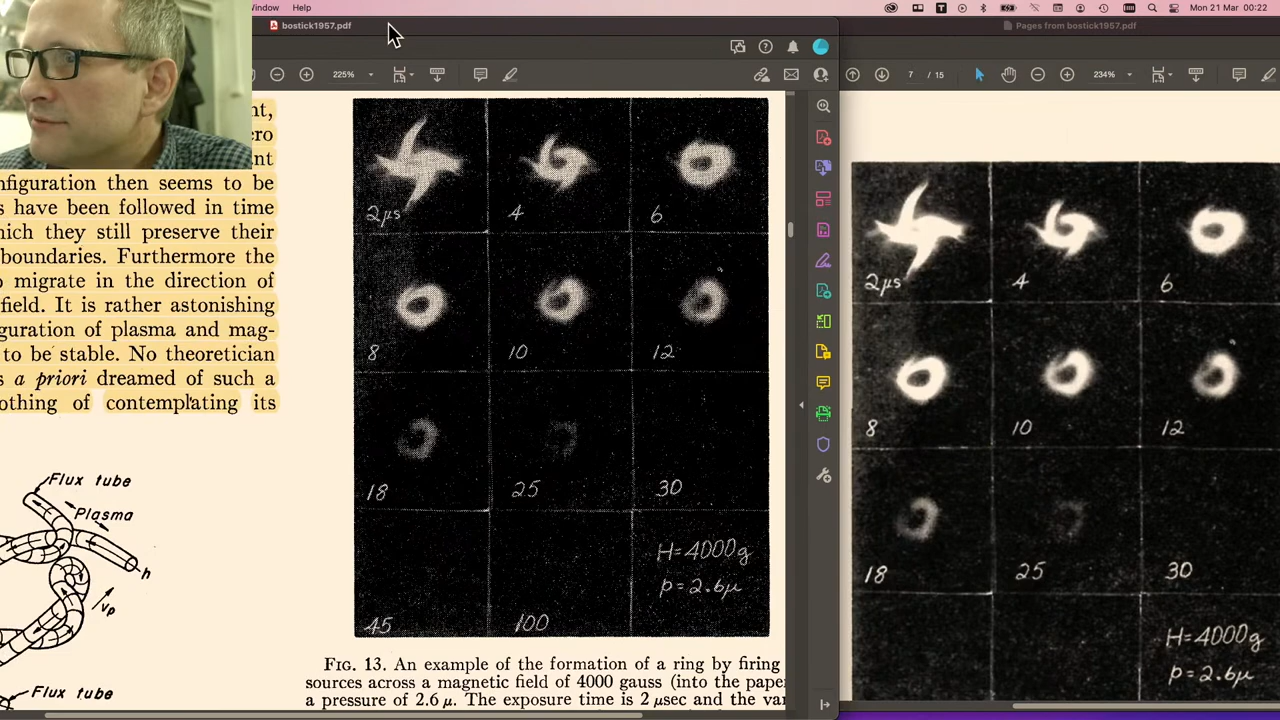 Window Help
Mon 21 Mar 00:22
bostick1957.pdf
Pages from bostick1957.pdf
225%
7 / 15
234%
nt,
ero
ant
nfiguration then seems to be
s have been followed in time
hich they still preserve their
boundaries. Furthermore the
o migrate in the direction of
field. It is rather astonishing
guration of plasma and mag-
to be stable. No theoretician
s a priori dreamed of such a
othing of contemplating its
Flux tube
Plasma
h
vp
Flux tube
2μs 4 6
8 10 12
18 25 30
H=4000g
p=2.6μ
45 100
FIG. 13. An example of the formation of a ring by firing
sources across a magnetic field of 4000 gauss (into the pape
a pressure of 2.6 μ. The exposure time is 2 μsec and the var
2μs 4 6
8 10 12
18 25 30
H=4000g
p=2.6μ